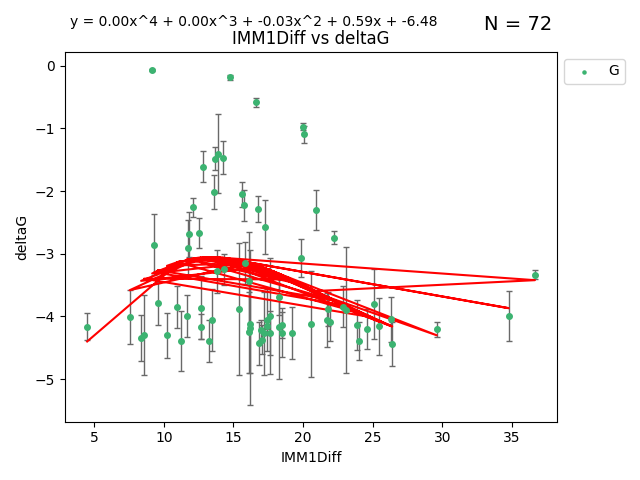 y = 0.00x^4 + 0.00x^3 + -0.03x^2 + 0.59x + -6.48
N = 72
IMM1Diff vs deltaG
G
deltaG
0
−1
−2
−3
−4
−5
5 10 15 20 25 30 35
IMM1Diff